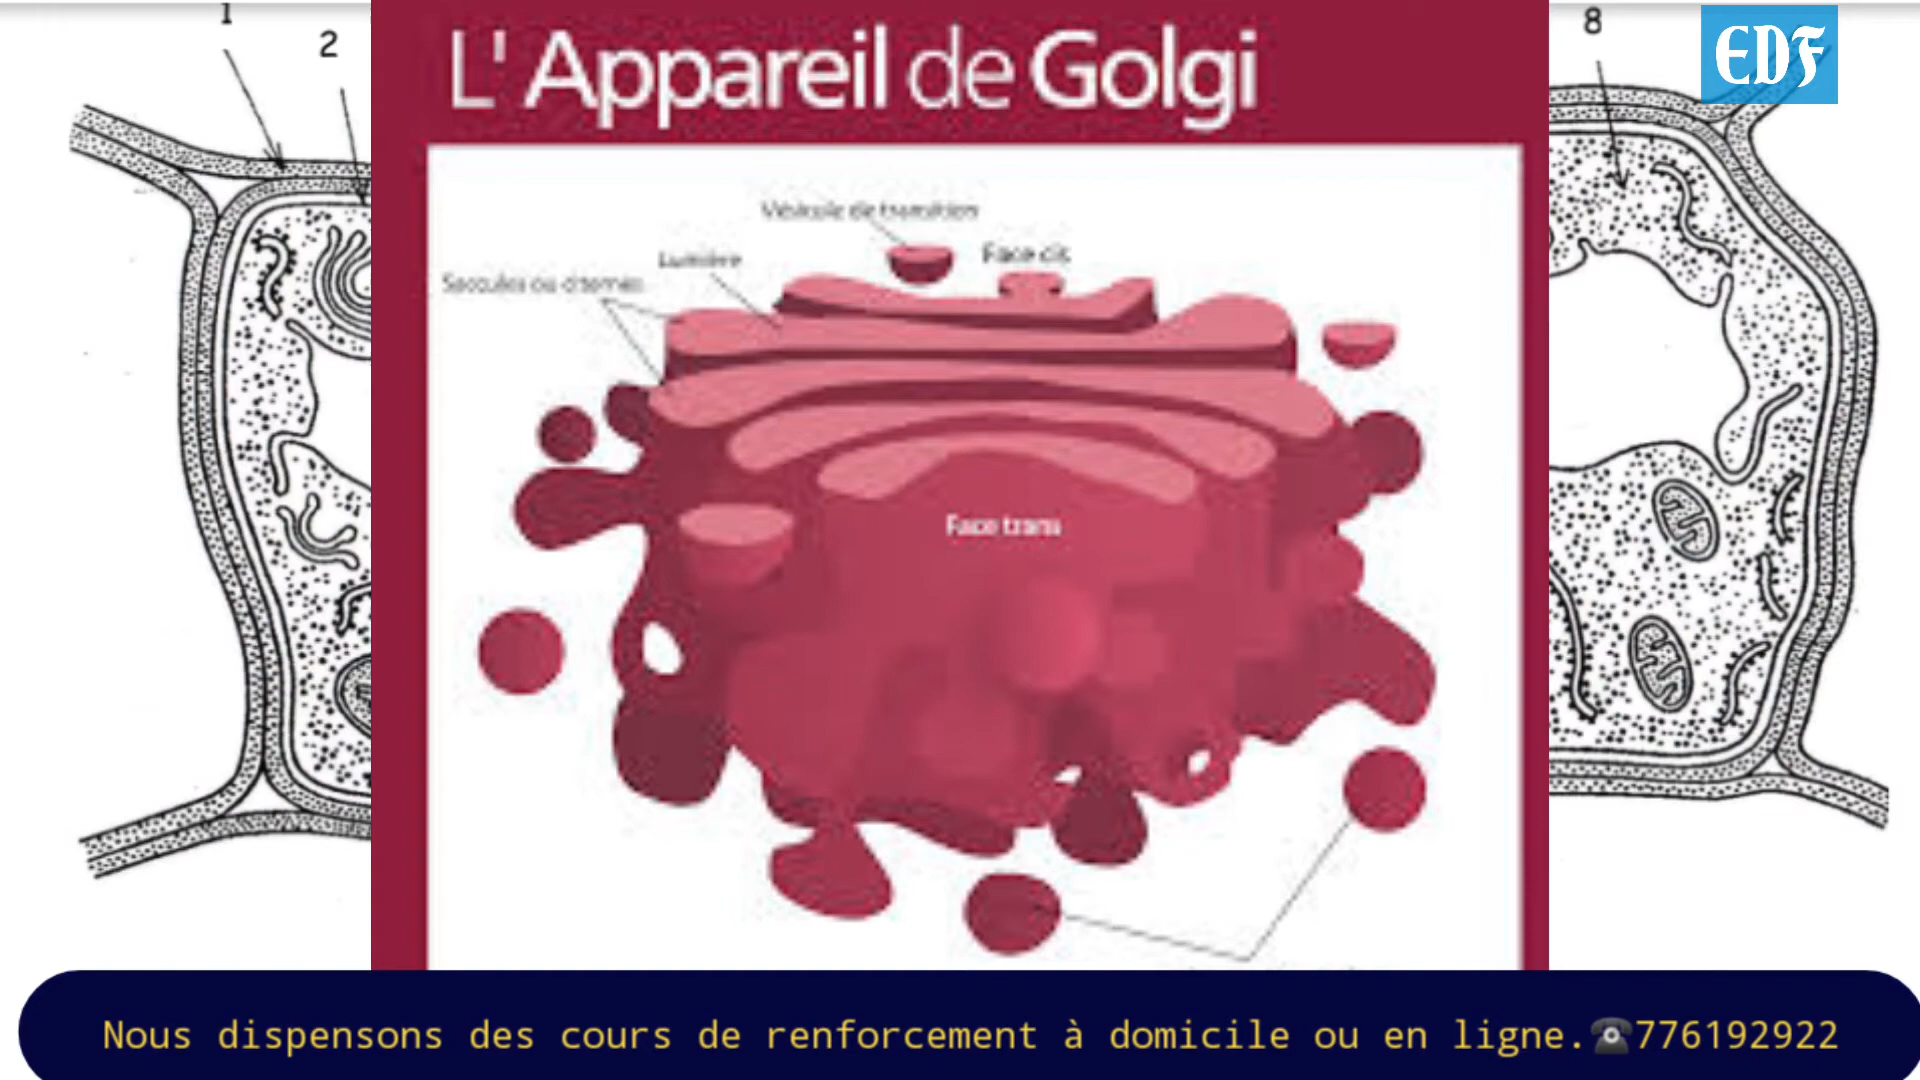 1
2
8
EDF
L'Appareil de Golgi
Vésicule de transition
Lumière
Face cis
Saccules ou citernes
Face trans
Nous dispensons des cours de renforcement à domicile ou en ligne.☎776192922